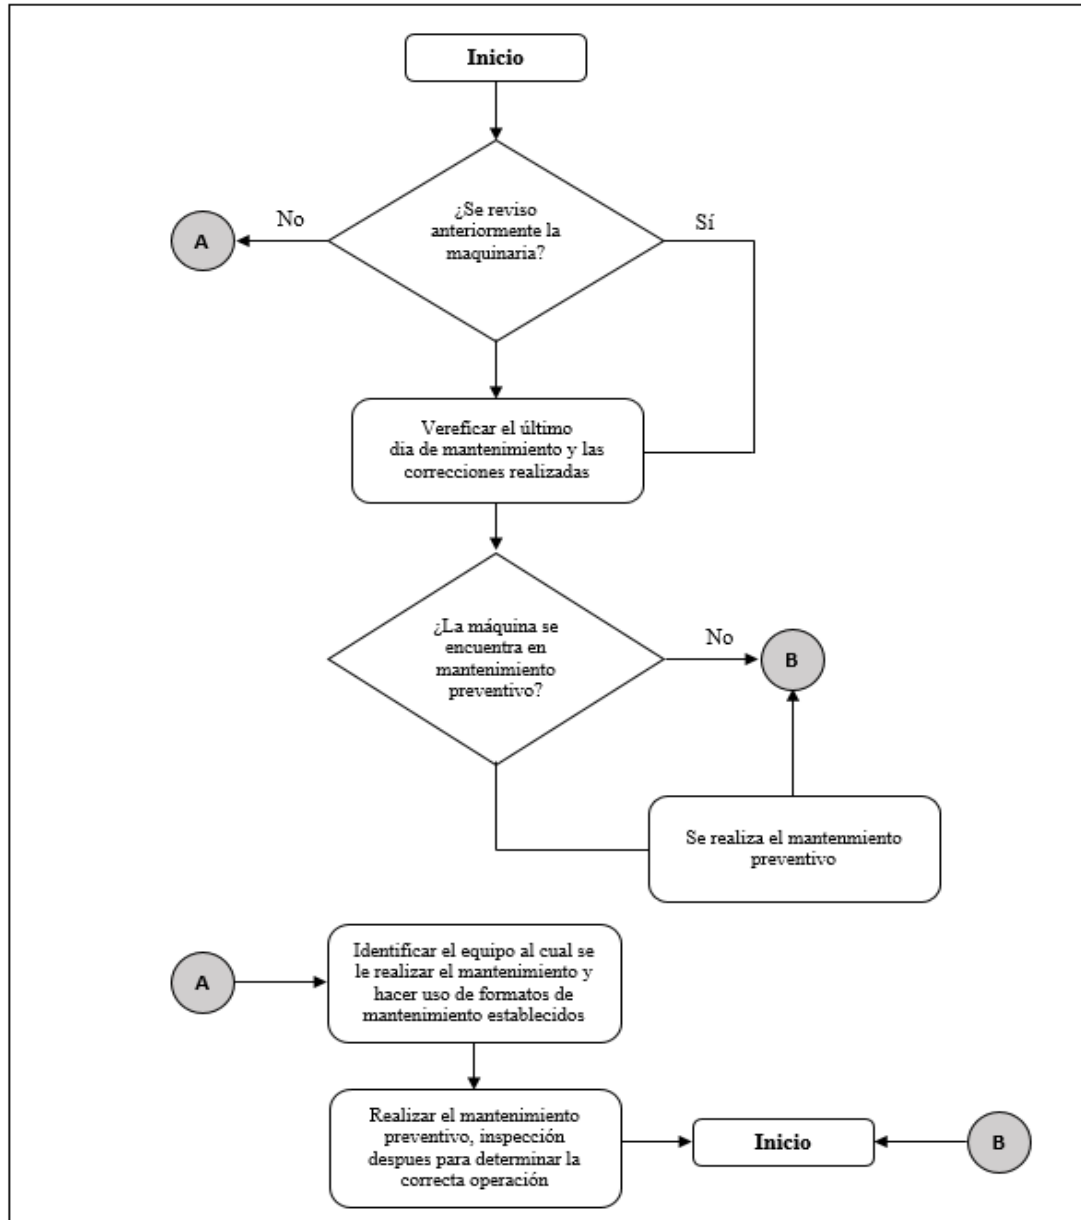 Inicio
¿Se reviso
anteriormente la
maquinaria?
No
Sí
A
Vereficar el último
dia de mantenimiento y las
correcciones realizadas
¿La máquina se
encuentra en
mantenimiento
preventivo?
No
B
Se realiza el mantenmiento
preventivo
A
Identificar el equipo al cual se
le realizar el mantenimiento y
hacer uso de formatos de
mantenimiento establecidos
Realizar el mantenimiento
preventivo, inspección
despues para determinar la
correcta operación
Inicio
B